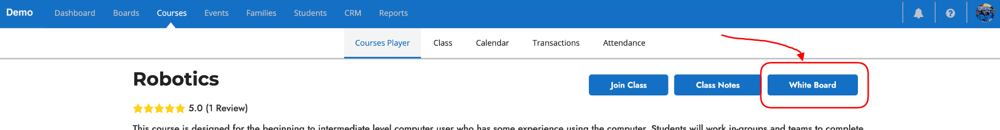 Demo Dashboard Boards Courses Events Families Students CRM Reports
Courses Player Class Calendar Transactions Attendance
Robotics
Join Class Class Notes White Board
5.0 (1 Review)
This course is designed for the beginning to intermediate level computer user who has some experience using the computer. Students will work in-groups and teams to complete